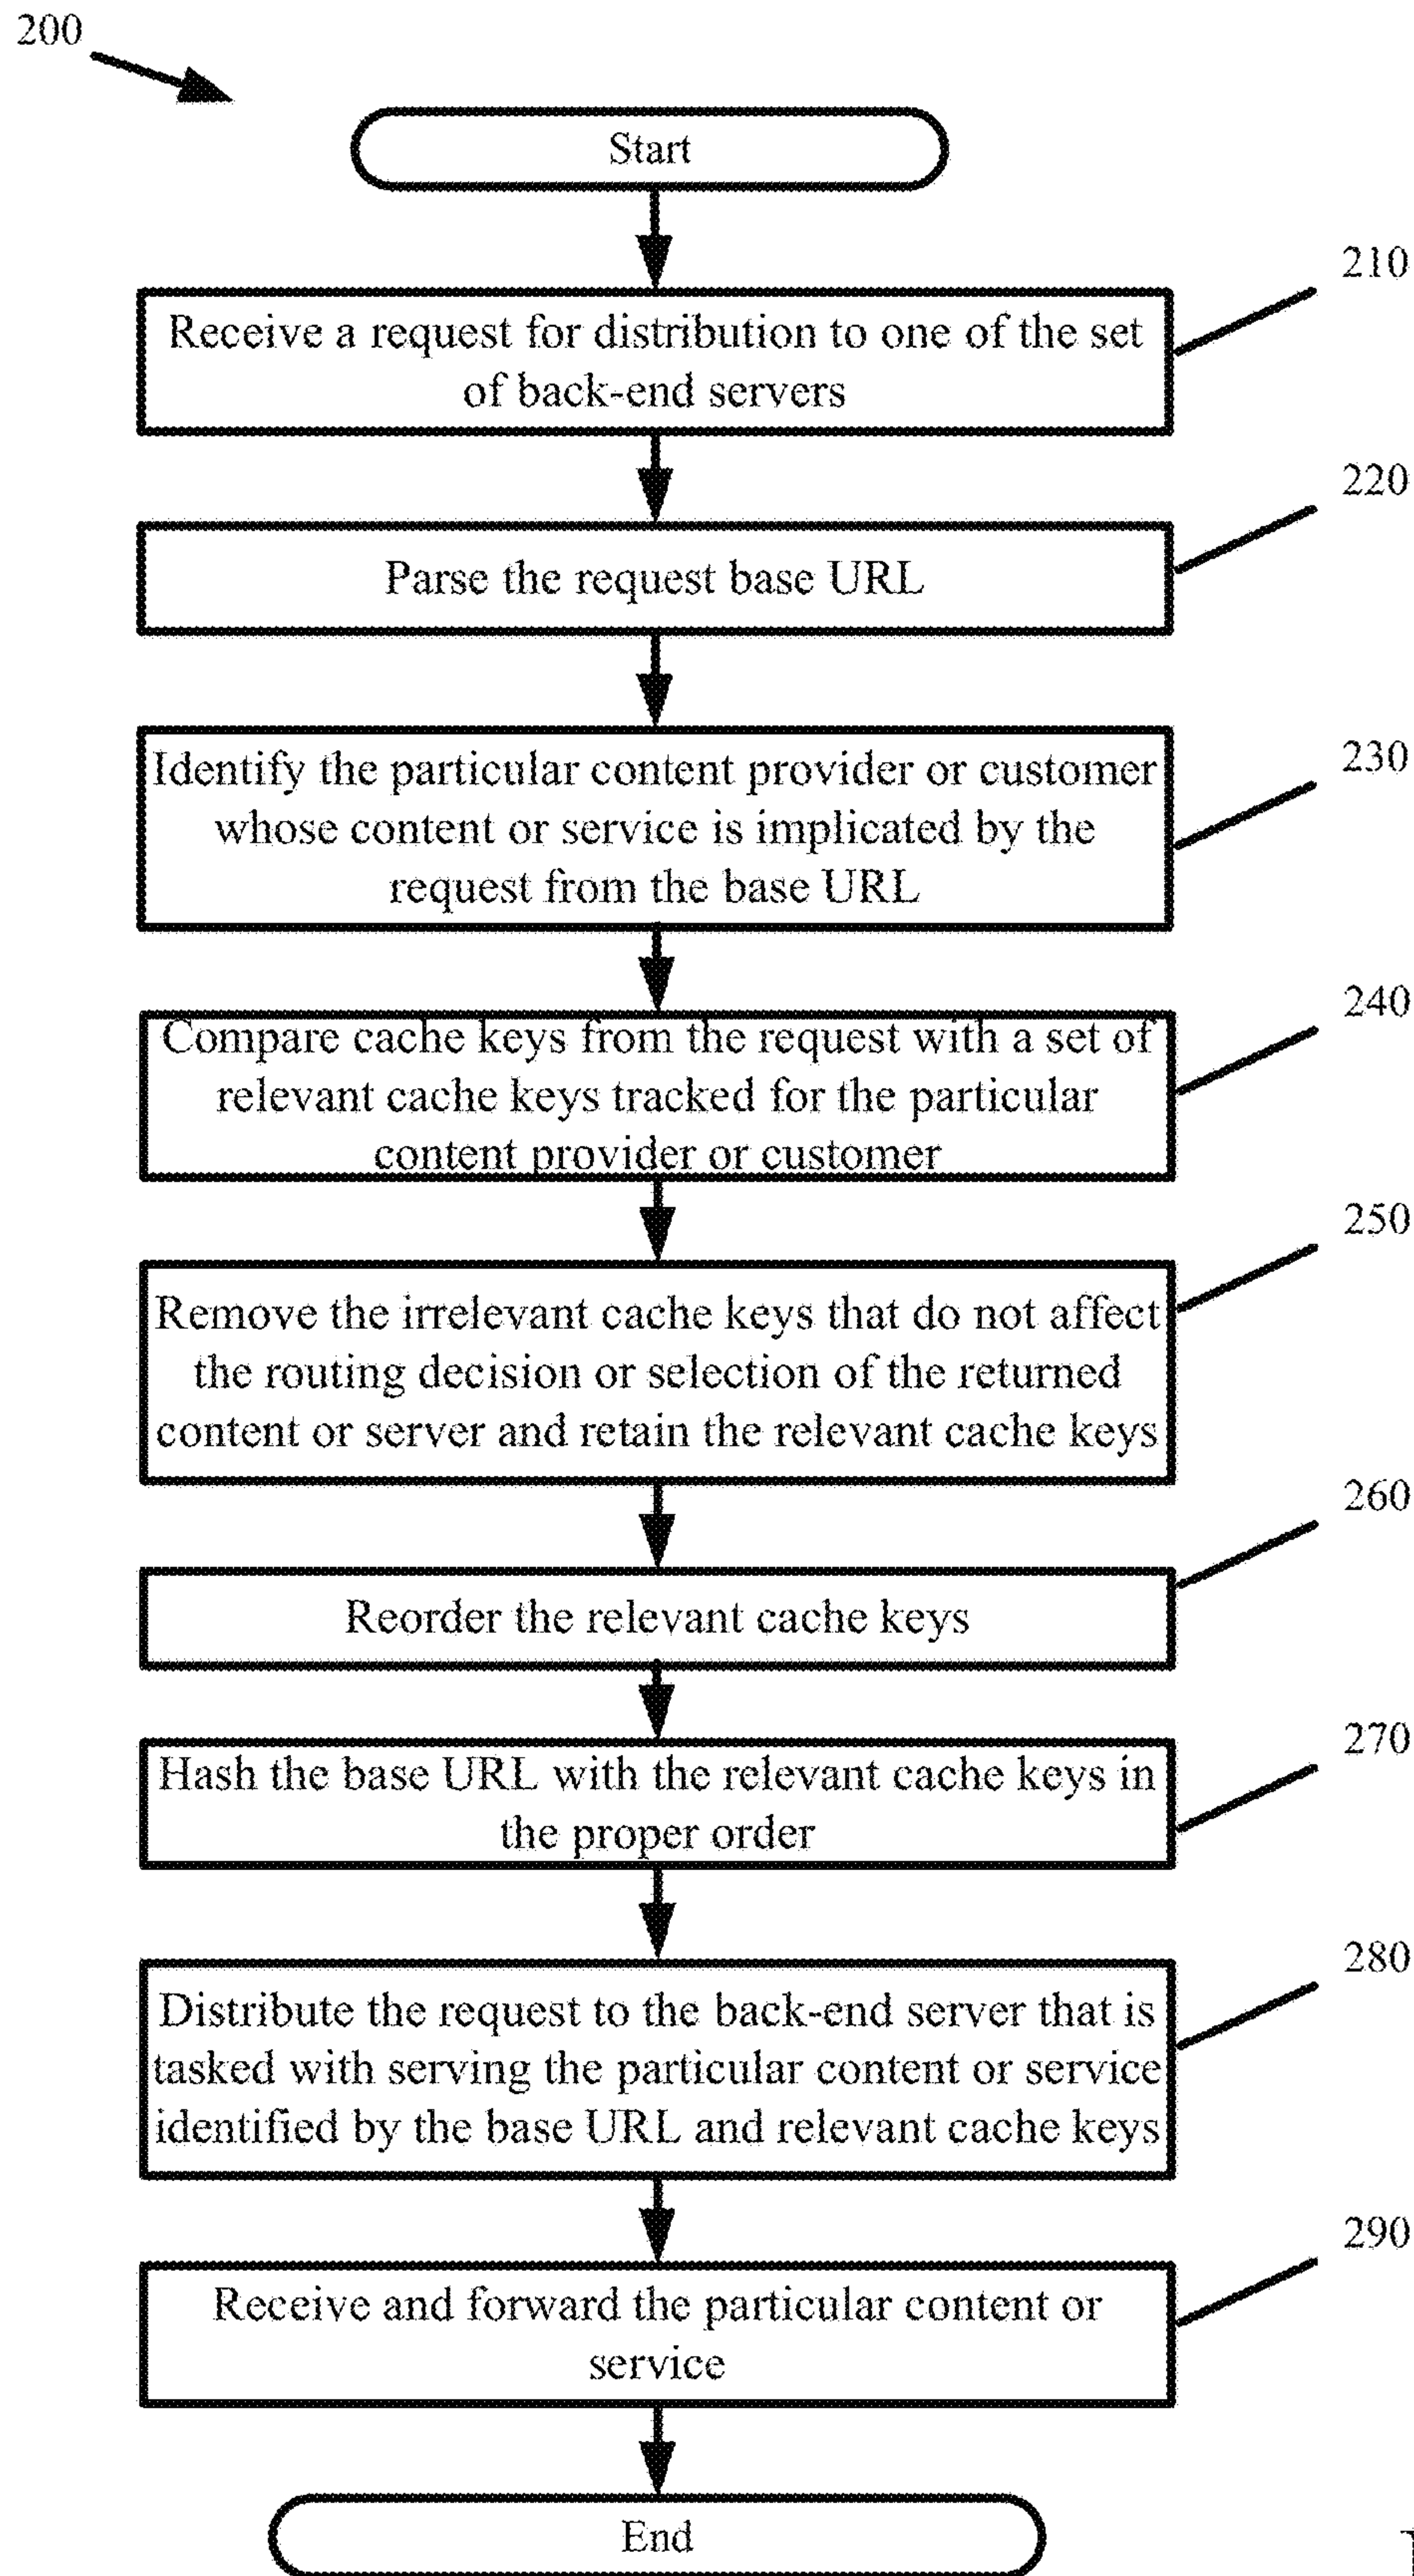 200
Start
210
Receive a request for distribution to one of the set
of back-end servers
220
Parse the request base URL
230
Identify the particular content provider or customer
whose content or service is implicated by the
request from the base URL
240
Compare cache keys from the request with a set of
relevant cache keys tracked for the particular
content provider or customer
250
Remove the irrelevant cache keys that do not affect
the routing decision or selection of the returned
content or server and retain the relevant cache keys
260
Reorder the relevant cache keys
270
Hash the base URL with the relevant cache keys in
the proper order
280
Distribute the request to the back-end server that is
tasked with serving the particular content or service
identified by the base URL and relevant cache keys
290
Receive and forward the particular content or
service
End